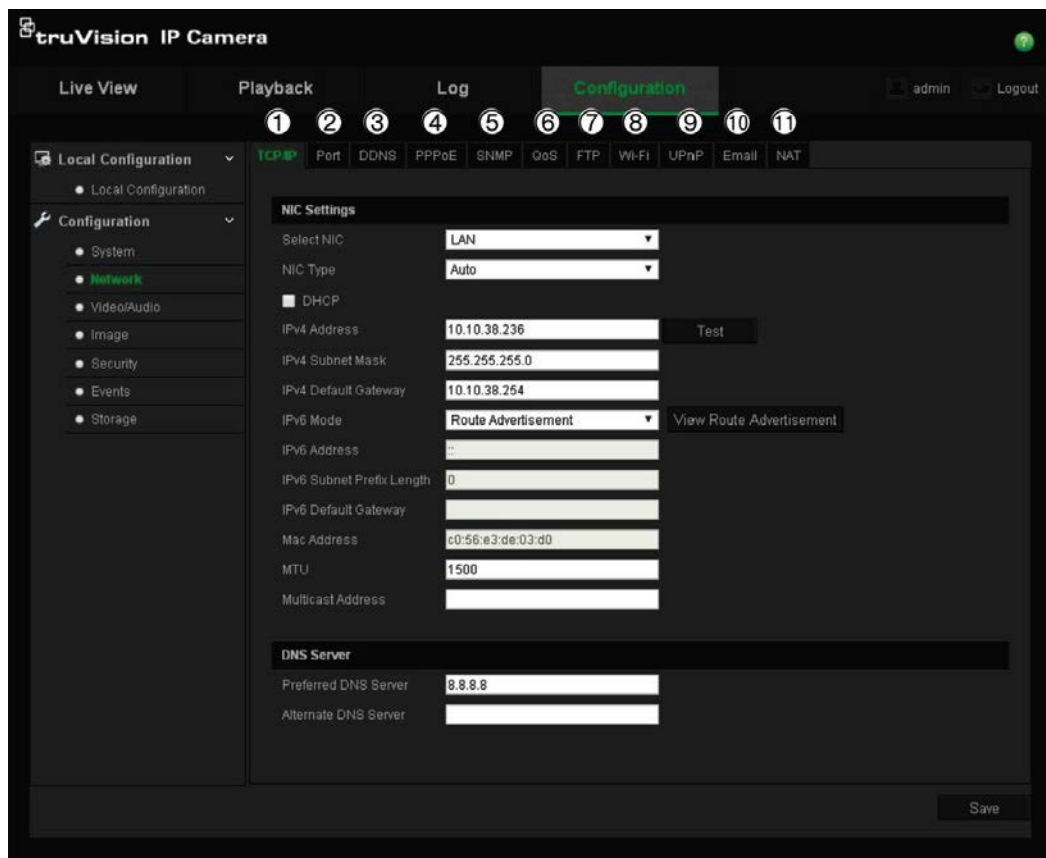 truVision IP Camera
?
Live View Playback Log Configuration admin Logout
① ② ③ ④ ⑤ ⑥ ⑦ ⑧ ⑨ ⑩ ⑪
TCP/IP Port DDNS PPPoE SNMP QoS FTP Wi-Fi UPnP Email NAT
Local Configuration
Local Configuration
Configuration
System
Network
Video/Audio
Image
Security
Events
Storage
NIC Settings
Select NIC LAN
NIC Type Auto
DHCP
IPv4 Address 10.10.38.236 Test
IPv4 Subnet Mask 255.255.255.0
IPv4 Default Gateway 10.10.38.254
IPv6 Mode Route Advertisement View Route Advertisement
IPv6 Address ::
IPv6 Subnet Prefix Length 0
IPv6 Default Gateway
Mac Address c0:56:e3:de:03:d0
MTU 1500
Multicast Address
DNS Server
Preferred DNS Server 8.8.8.8
Alternate DNS Server
Save